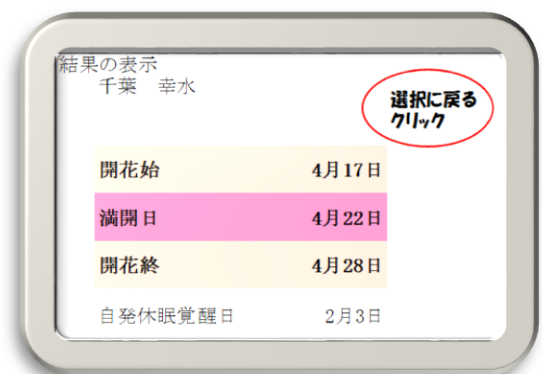 結果の表示
千葉　幸水
選択に戻る
クリック
開花始　4月17日
満開日　4月22日
開花終　4月28日
自発休眠覚醒日　2月3日